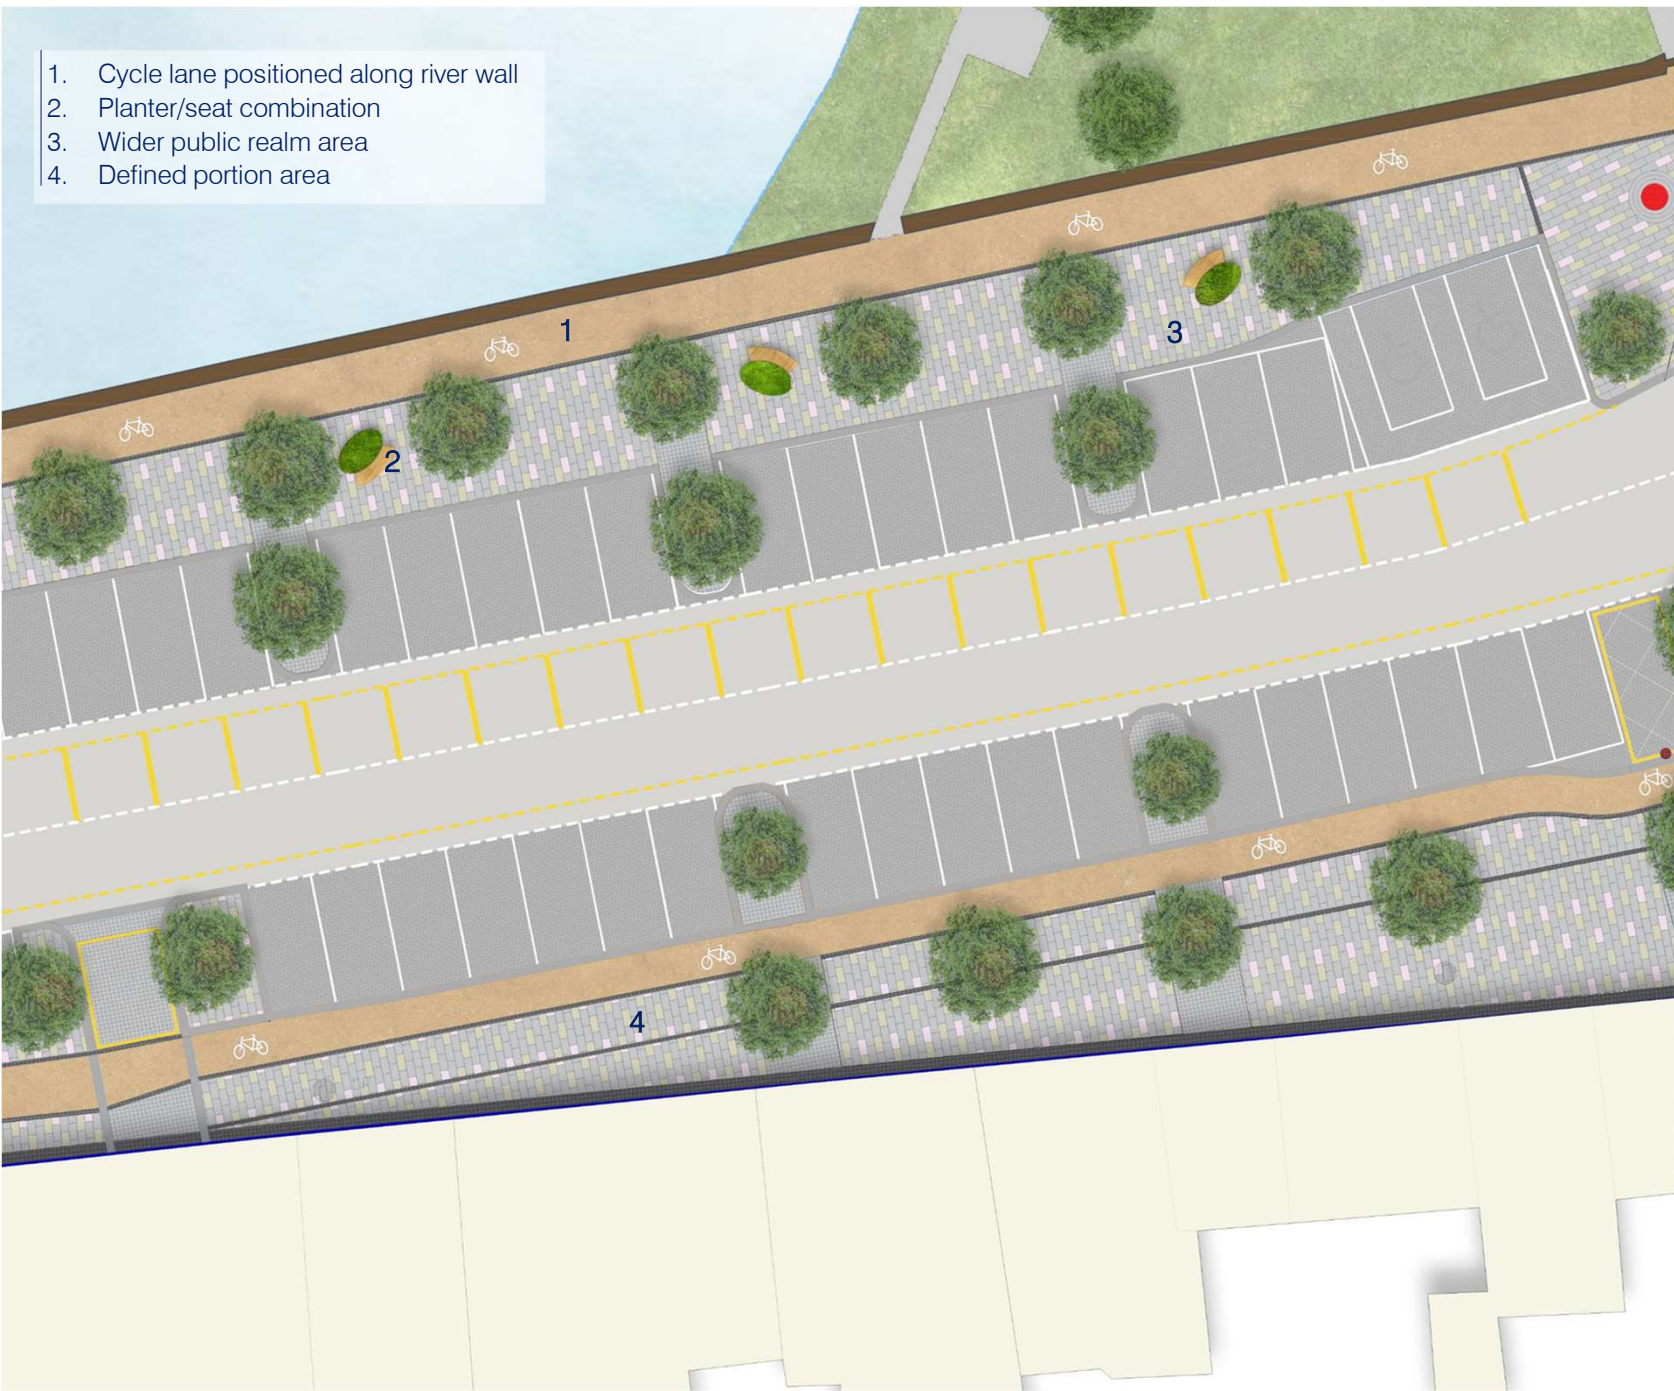 1. Cycle lane positioned along river wall
2. Planter/seat combination
3. Wider public realm area
4. Defined portion area
1
3
2
4